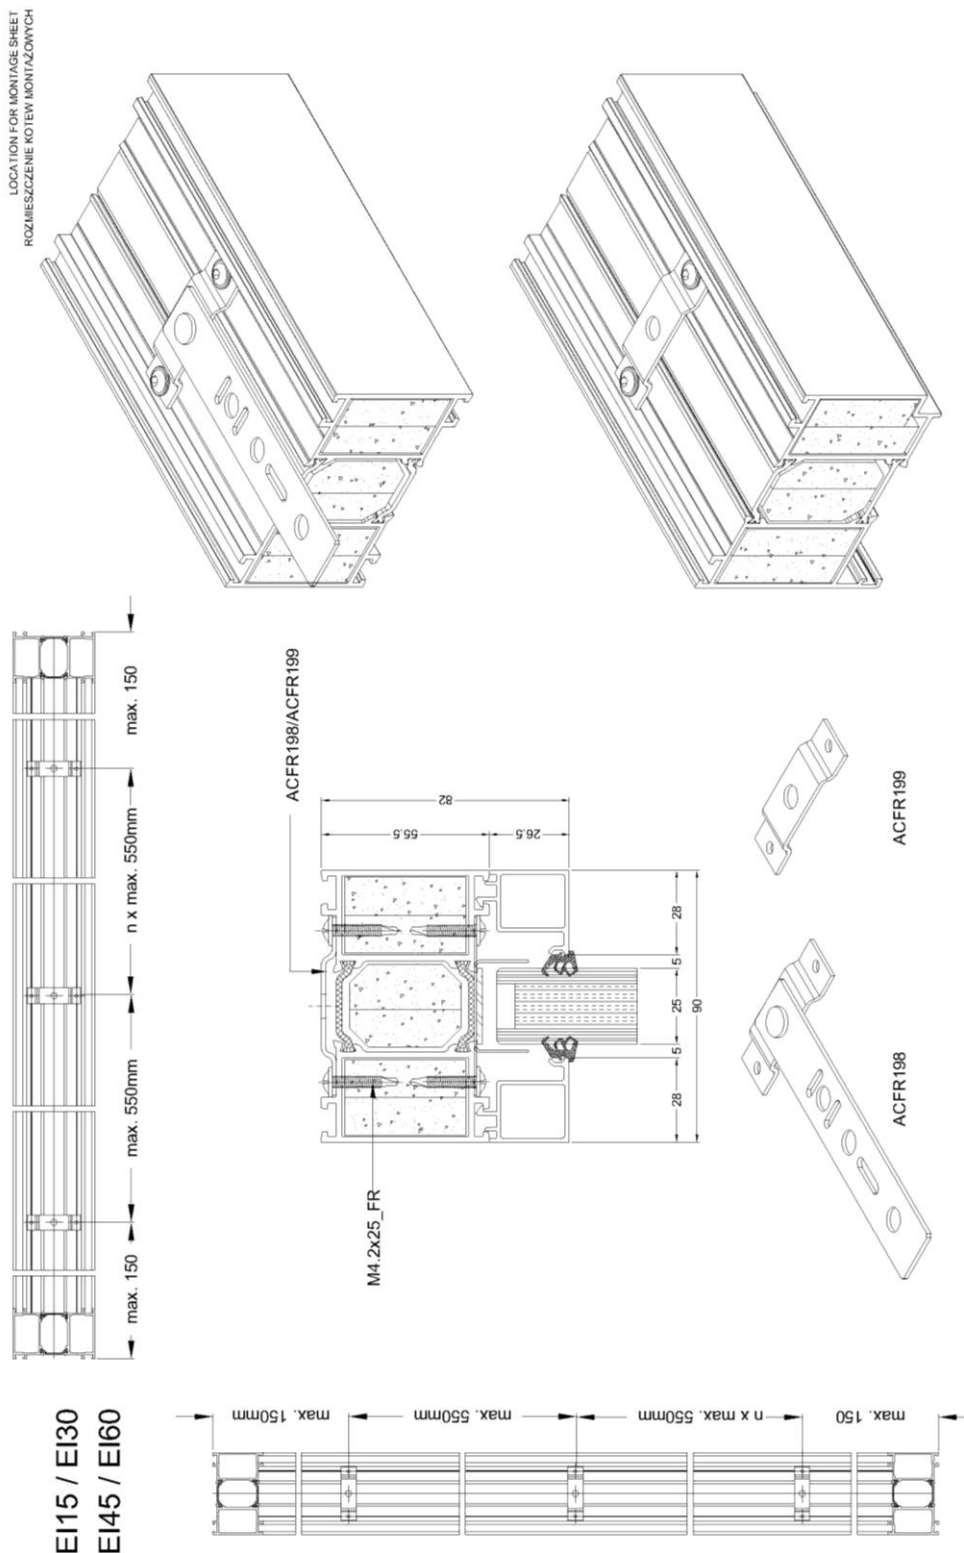 LOCATION FOR MONTAGE SHEET
ROZMIESZCZENIE KOTEW MONTAŻOWYCH
EI15 / EI30
EI45 / EI60
max. 150
max. 550mm
n x max. 550mm
max. 150
max. 150mm
max. 550mm
n x max. 550mm
max. 150
ACFR198/ACFR199
M4.2x25_FR
82
55.5
26.5
28
5
25
5
28
90
ACFR198
ACFR199